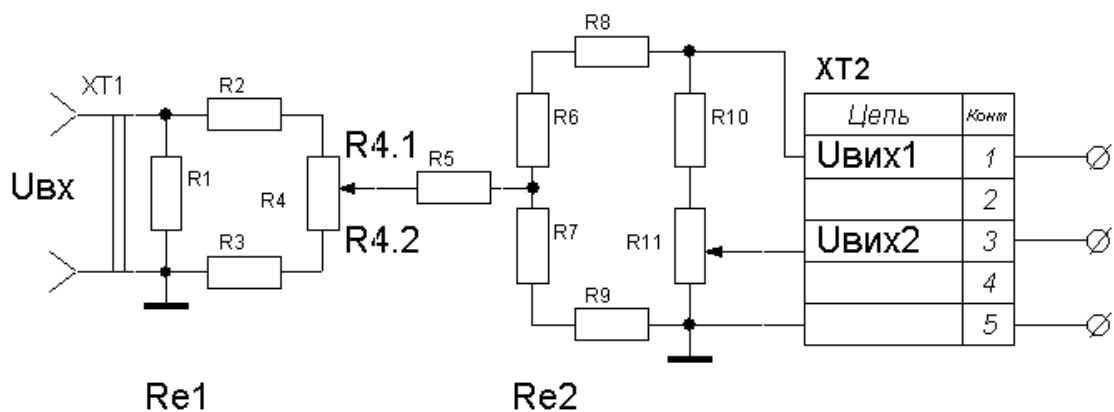 R8
XT1
R2
XT2
Цепь
Конт
R6
R10
R4.1
R5
Uвих1
1
R1
Uвх
R4
2
R4.2
R7
R11
Uвих2
3
R3
4
R9
5
Re1
Re2